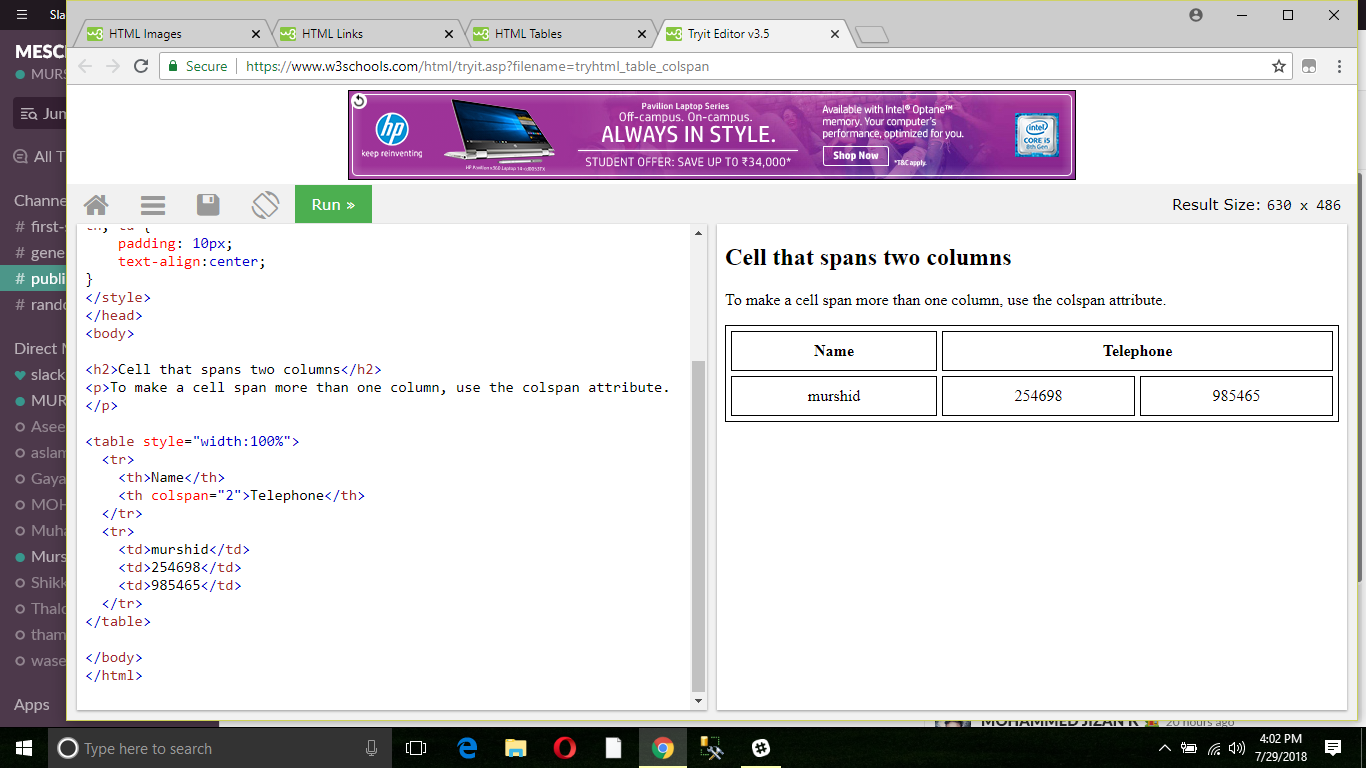 Sla
HTML Images
HTML Links
HTML Tables
Tryit Editor v3.5
Secure
https://www.w3schools.com/html/tryit.asp?filename=tryhtml_table_colspan
MESC
MURS
Jum
All T
Channe
# first-
# gene
# publi
# rando
Direct M
slack
MUR
Asee
aslam
Gaya
MOH
Muha
Murs
Shikk
Thalo
tham
wase
Apps
hp
keep reinventing
HP Pavilion x360 Laptop 14-cd0053TX
Pavilion Laptop Series
Off-campus. On-campus.
ALWAYS IN STYLE.
STUDENT OFFER: SAVE UP TO ₹34,000*
Available with Intel® Optane™
memory. Your computer's
performance, optimized for you.
Shop Now
*T&C apply.
intel
CORE i5
8th Gen
Run »
Result Size: 630 x 486
th, td {
padding: 10px;
text-align:center;
}
</style>
</head>
<body>
<h2>Cell that spans two columns</h2>
<p>To make a cell span more than one column, use the colspan attribute.
</p>
<table style="width:100%">
<tr>
<th>Name</th>
<th colspan="2">Telephone</th>
</tr>
<tr>
<td>murshid</td>
<td>254698</td>
<td>985465</td>
</tr>
</table>
</body>
</html>
Cell that spans two columns
To make a cell span more than one column, use the colspan attribute.
Name Telephone
murshid 254698 985465
MOHAMMED JIZAN K 20 hours ago
Type here to search
4:02 PM
7/29/2018